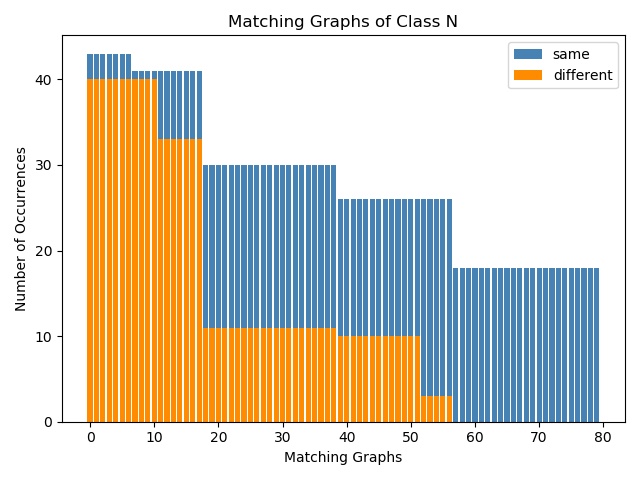 Matching Graphs of Class N
same
different
Number of Occurrences
40
30
20
10
0
0 10 20 30 40 50 60 70 80
Matching Graphs